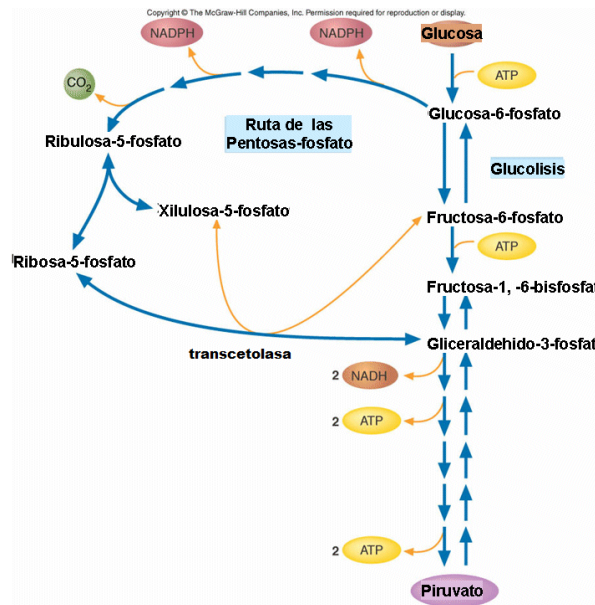 Copyright © The McGraw-Hill Companies, Inc. Permission required for reproduction or display.
NADPH
NADPH
Glucosa
ATP
CO2
Glucosa-6-fosfato
Ruta de las
Pentosas-fosfato
Ribulosa-5-fosfato
Glucolisis
Xilulosa-5-fosfato
Fructosa-6-fosfato
ATP
Ribosa-5-fosfato
Fructosa-1, -6-bisfosfat
Gliceraldehido-3-fosfat
transcetolasa
2 NADH
2 ATP
2 ATP
Piruvato